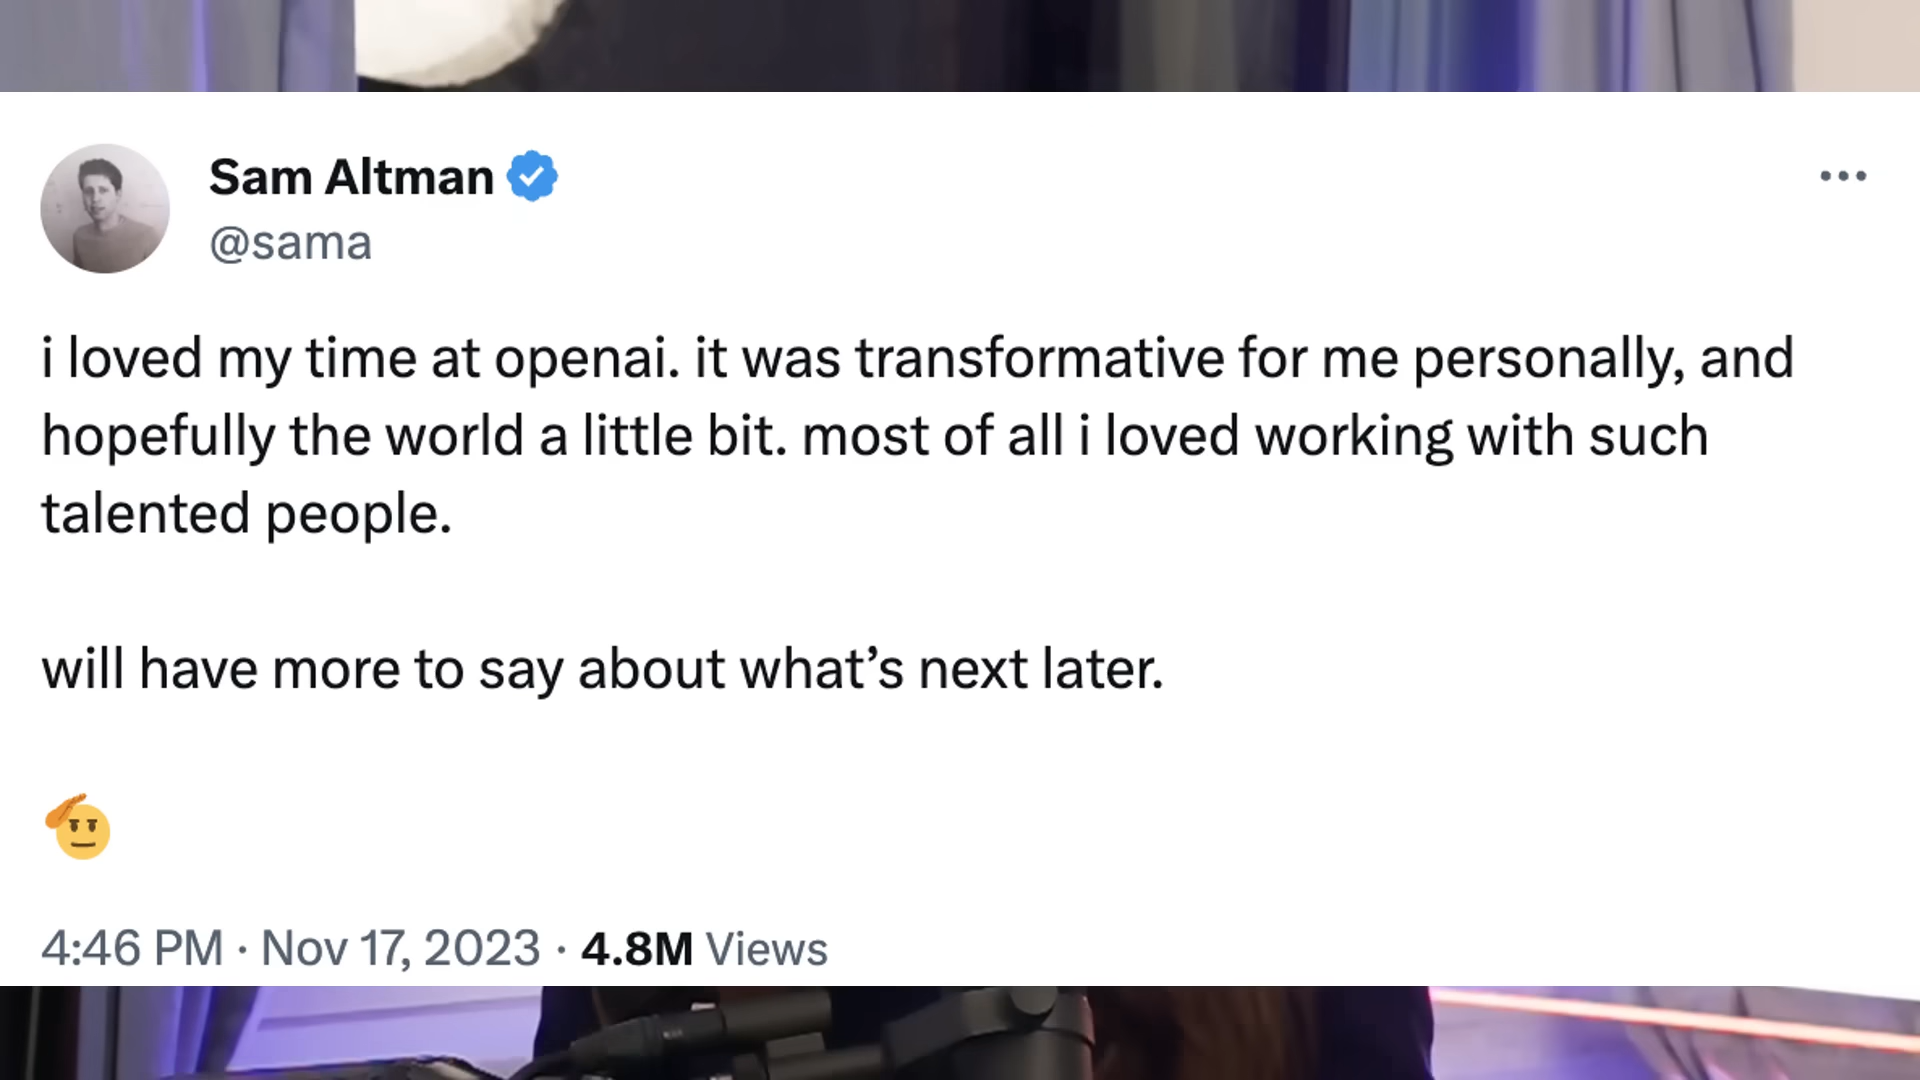 Sam Altman
@sama
i loved my time at openai. it was transformative for me personally, and
hopefully the world a little bit. most of all i loved working with such
talented people.
will have more to say about what’s next later.
🫡
4:46 PM · Nov 17, 2023 · 4.8M Views